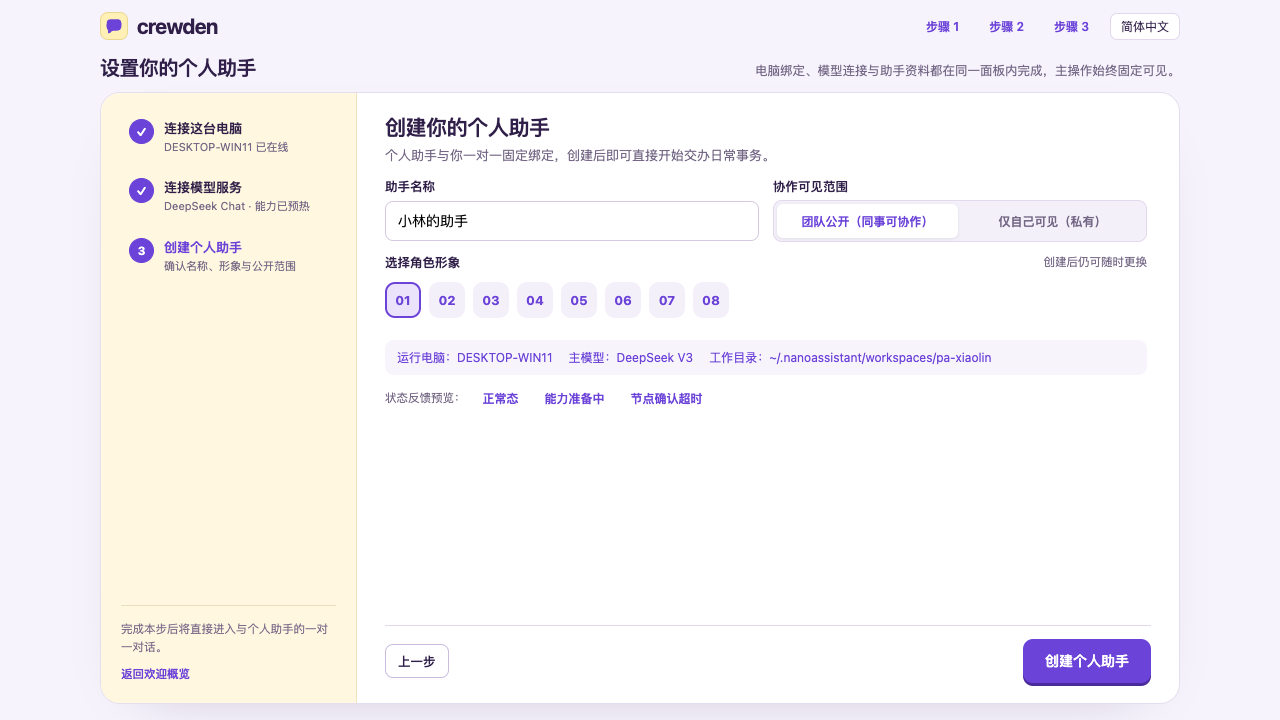 crewden
步骤 1
步骤 2
步骤 3
简体中文
设置你的个人助手
电脑绑定、模型连接与助手资料都在同一面板内完成，主操作始终固定可见。
连接这台电脑
DESKTOP-WIN11 已在线
连接模型服务
DeepSeek Chat · 能力已预热
3
创建个人助手
确认名称、形象与公开范围
完成本步后将直接进入与个人助手的一对
一对话。
返回欢迎概览
创建你的个人助手
个人助手与你一对一固定绑定，创建后即可直接开始交办日常事务。
助手名称
小林的助手
协作可见范围
团队公开（同事可协作）
仅自己可见（私有）
选择角色形象
创建后仍可随时更换
01 02 03 04 05 06 07 08
运行电脑：DESKTOP-WIN11 主模型：DeepSeek V3 工作目录：~/.nanoassistant/workspaces/pa-xiaolin
状态反馈预览： 正常态 能力准备中 节点确认超时
上一步
创建个人助手